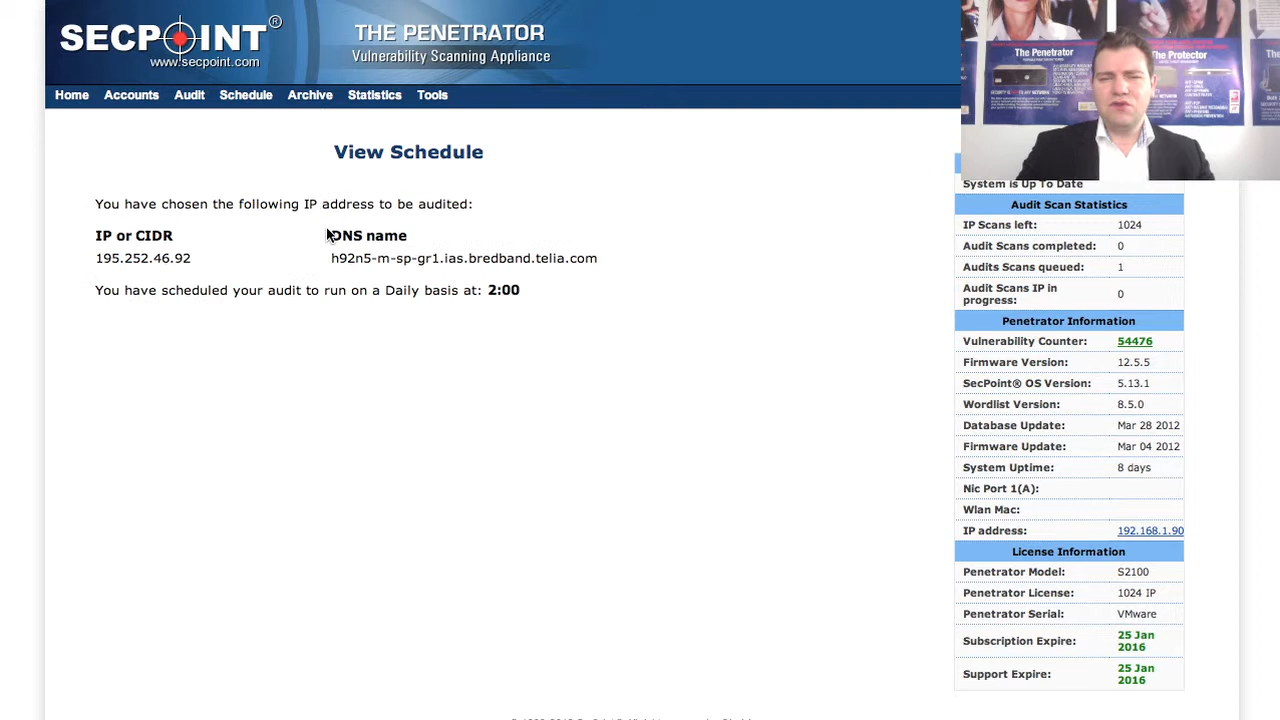 SECPOINT®
www.secpoint.com
THE PENETRATOR
Vulnerability Scanning Appliance
The Penetrator
The Protector
Home Accounts Audit Schedule Archive Statistics Tools
View Schedule
You have chosen the following IP address to be audited:
IP or CIDR DNS name
195.252.46.92 h92n5-m-sp-gr1.ias.bredband.telia.com
You have scheduled your audit to run on a Daily basis at: 2:00
System is Up To Date
Audit Scan Statistics
IP Scans left: 1024
Audit Scans completed: 0
Audits Scans queued: 1
Audit Scans IP in
progress: 0
Penetrator Information
Vulnerability Counter: 54476
Firmware Version: 12.5.5
SecPoint® OS Version: 5.13.1
Wordlist Version: 8.5.0
Database Update: Mar 28 2012
Firmware Update: Mar 04 2012
System Uptime: 8 days
Nic Port 1(A):
Wlan Mac:
IP address: 192.168.1.90
License Information
Penetrator Model: S2100
Penetrator License: 1024 IP
Penetrator Serial: VMware
Subscription Expire: 25 Jan
2016
Support Expire: 25 Jan
2016